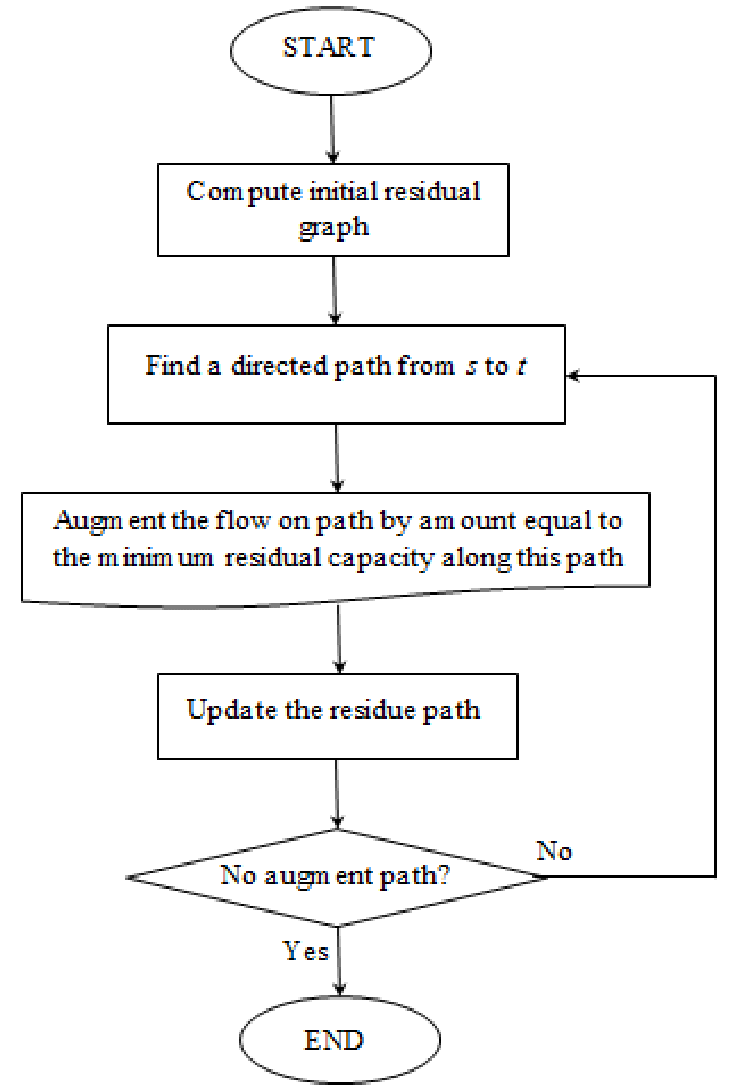 START
Compute initial residual
graph
Find a directed path from s to t
Augment the flow on path by amount equal to
the minimum residual capacity along this path
Update the residue path
No augment path?
No
Yes
END